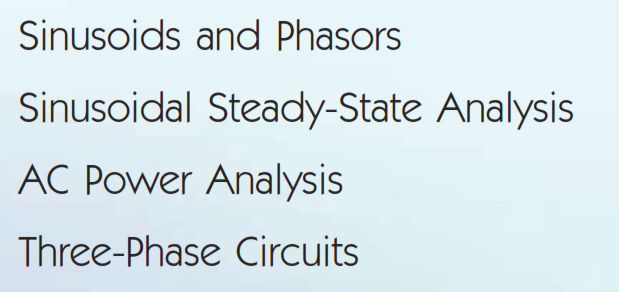 Sinusoids and Phasors
Sinusoidal Steady-State Analysis
AC Power Analysis
Three-Phase Circuits